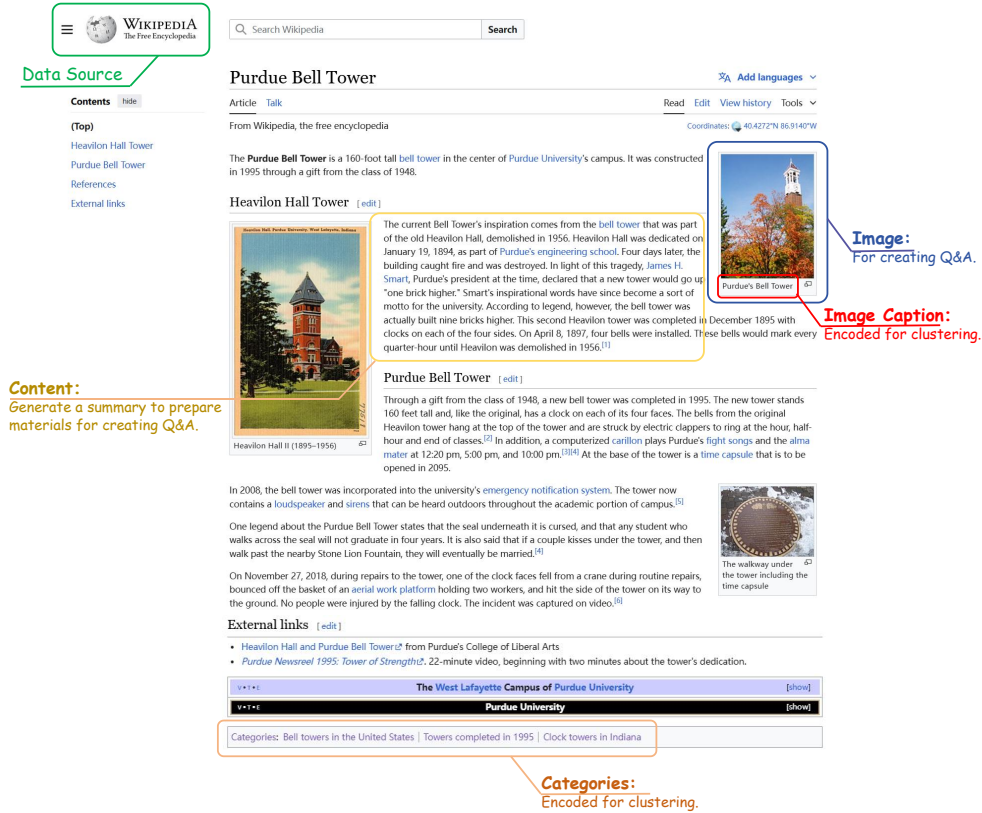 WIKIPEDIA
The Free Encyclopedia
Search Wikipedia
Search
Data Source
Contents hide
(Top)
Heavilon Hall Tower
Purdue Bell Tower
References
External links
Purdue Bell Tower
Add languages
Article Talk
Read Edit View history Tools
From Wikipedia, the free encyclopedia
Coordinates: 40.4272°N 86.9140°W
The Purdue Bell Tower is a 160-foot tall bell tower in the center of Purdue University's campus. It was constructed
in 1995 through a gift from the class of 1948.
Purdue's Bell Tower
Image:
For creating Q&A.
Image Caption:
Encoded for clustering.
Heavilon Hall Tower [ edit ]
Heavilon Hall Purdue University, West Lafayette, Indiana
Heavilon Hall II (1895–1956)
The current Bell Tower's inspiration comes from the bell tower that was part
of the old Heavilon Hall, demolished in 1956. Heavilon Hall was dedicated on
January 19, 1894, as part of Purdue's engineering school. Four days later, the
building caught fire and was destroyed. In light of this tragedy, James H.
Smart, Purdue's president at the time, declared that a new tower would go up
"one brick higher." Smart's inspirational words have since become a sort of
motto for the university. According to legend, however, the bell tower was
actually built nine bricks higher. This second Heavilon tower was completed in December 1895 with
clocks on each of the four sides. On April 8, 1897, four bells were installed. These bells would mark every
quarter-hour until Heavilon was demolished in 1956.[1]
Content:
Generate a summary to prepare
materials for creating Q&A.
Purdue Bell Tower [ edit ]
Through a gift from the class of 1948, a new bell tower was completed in 1995. The new tower stands
160 feet tall and, like the original, has a clock on each of its four faces. The bells from the original
Heavilon tower hang at the top of the tower and are struck by electric clappers to ring at the hour, half-
hour and end of classes.[2] In addition, a computerized carillon plays Purdue's fight songs and the alma
mater at 12:20 pm, 5:00 pm, and 10:00 pm.[3][4] At the base of the tower is a time capsule that is to be
opened in 2095.
In 2008, the bell tower was incorporated into the university's emergency notification system. The tower now
contains a loudspeaker and sirens that can be heard outdoors throughout the academic portion of campus.[5]
One legend about the Purdue Bell Tower states that the seal underneath it is cursed, and that any student who
walks across the seal will not graduate in four years. It is also said that if a couple kisses under the tower, and then
walk past the nearby Stone Lion Fountain, they will eventually be married.[4]
On November 27, 2018, during repairs to the tower, one of the clock faces fell from a crane during routine repairs,
bounced off the basket of an aerial work platform holding two workers, and hit the side of the tower on its way to
the ground. No people were injured by the falling clock. The incident was captured on video.[6]
The walkway under
the tower including the
time capsule
External links [ edit ]
• Heavilon Hall and Purdue Bell Tower from Purdue's College of Liberal Arts
• Purdue Newsreel 1995: Tower of Strength. 22-minute video, beginning with two minutes about the tower's dedication.
V • T • E The West Lafayette Campus of Purdue University [show]
V • T • E Purdue University [show]
Categories: Bell towers in the United States | Towers completed in 1995 | Clock towers in Indiana
Categories:
Encoded for clustering.